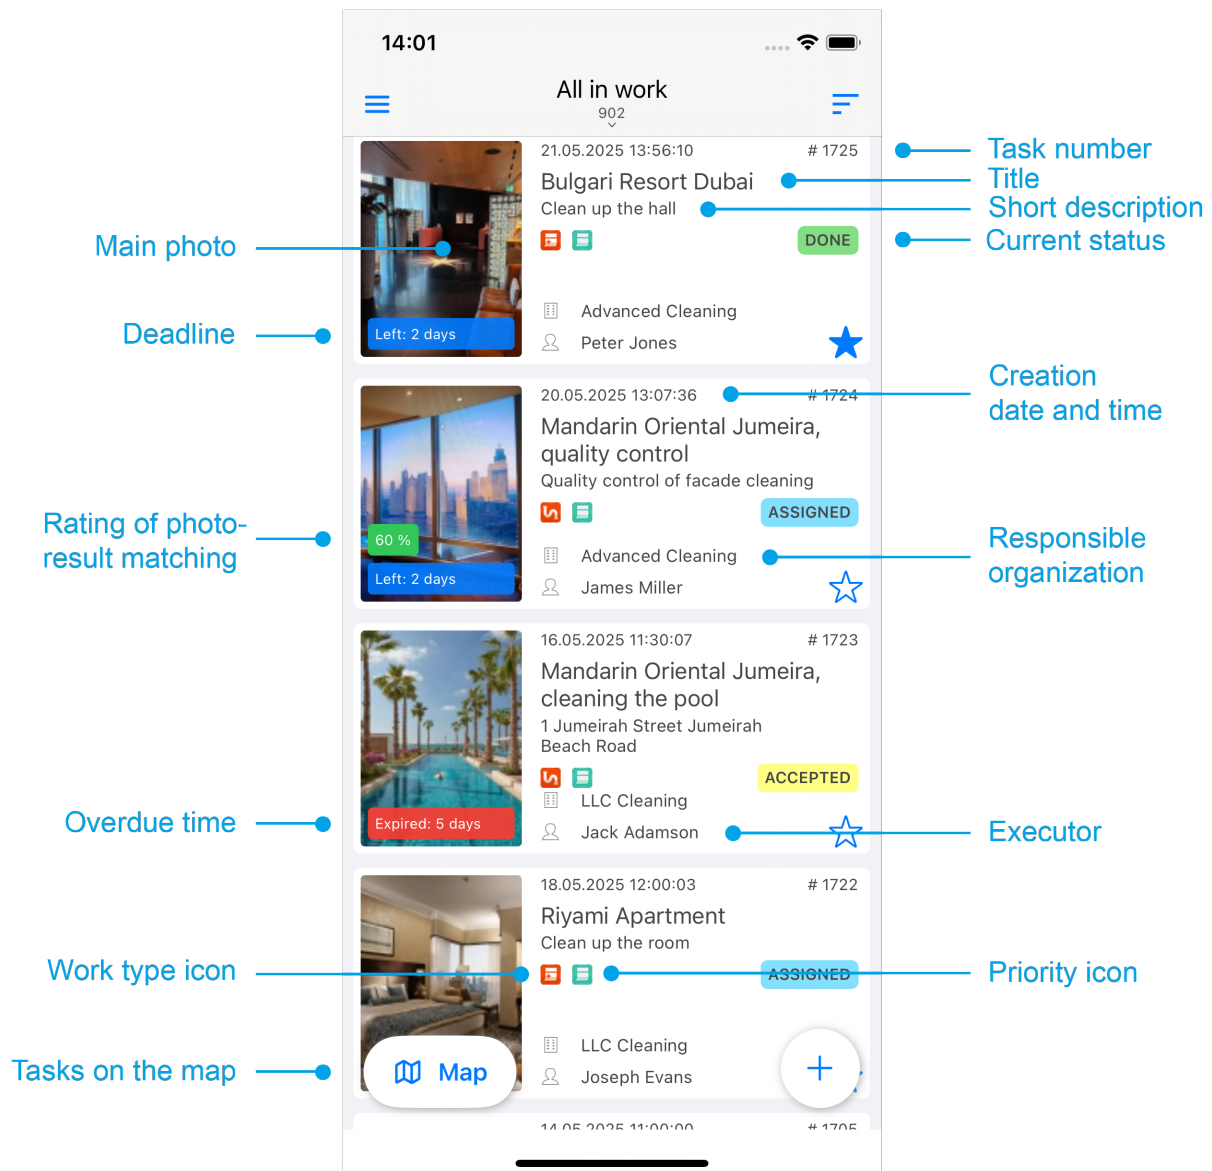 14:01
All in work
902
21.05.2025 13:56:10 # 1725
Bulgari Resort Dubai
Clean up the hall
DONE
Advanced Cleaning
Peter Jones
Left: 2 days
20.05.2025 13:07:36 # 1724
Mandarin Oriental Jumeira,
quality control
Quality control of facade cleaning
ASSIGNED
60 %
Advanced Cleaning
Left: 2 days
James Miller
16.05.2025 11:30:07 # 1723
Mandarin Oriental Jumeira,
cleaning the pool
1 Jumeirah Street Jumeirah
Beach Road
ACCEPTED
LLC Cleaning
Expired: 5 days
Jack Adamson
18.05.2025 12:00:03 # 1722
Riyami Apartment
Clean up the room
ASSIGNED
LLC Cleaning
Joseph Evans
Map
14.05.2025 11:00:00 # 1705
Main photo
Deadline
Rating of photo-
result matching
Overdue time
Work type icon
Tasks on the map
Task number
Title
Short description
Current status
Creation
date and time
Responsible
organization
Executor
Priority icon